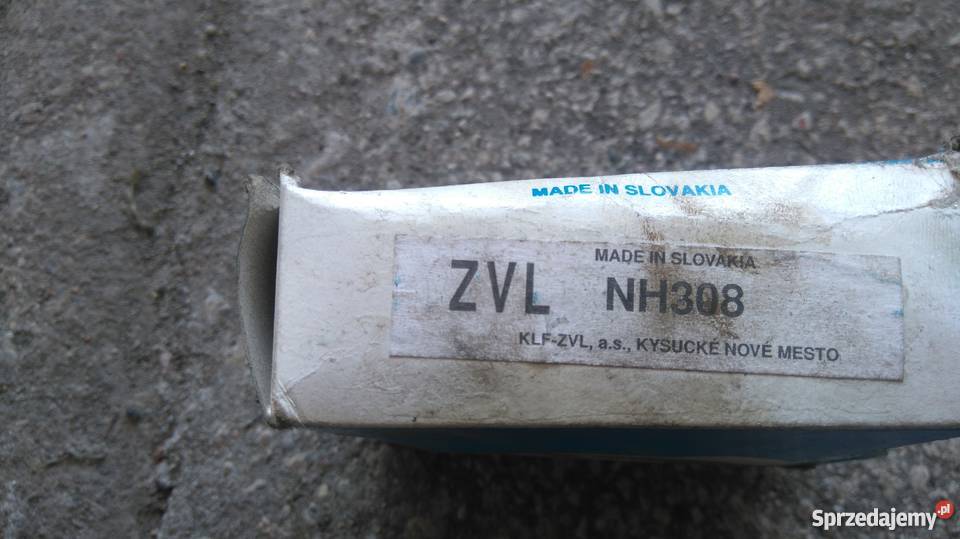 MADE IN SLOVAKIA
MADE IN SLOVAKIA
ZVL NH308
KLF-ZVL, a.s., KYSUCKÉ NOVÉ MESTO
Sprzedajemy.pl